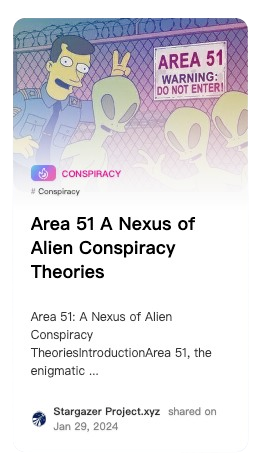 AREA 51
WARNING:
DO NOT ENTER!
CONSPIRACY
# Conspiracy
Area 51 A Nexus of
Alien Conspiracy
Theories
Area 51: A Nexus of Alien
Conspiracy
TheoriesIntroductionArea 51, the
enigmatic ...
Stargazer Project.xyz shared on
Jan 29, 2024